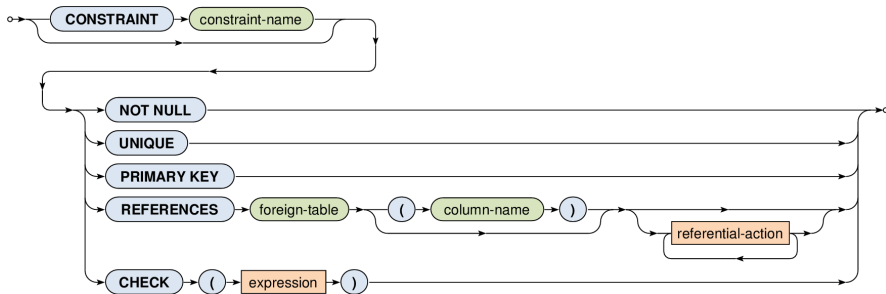 CONSTRAINT constraint-name
NOT NULL
UNIQUE
PRIMARY KEY
REFERENCES foreign-table ( column-name )
referential-action
CHECK ( expression )